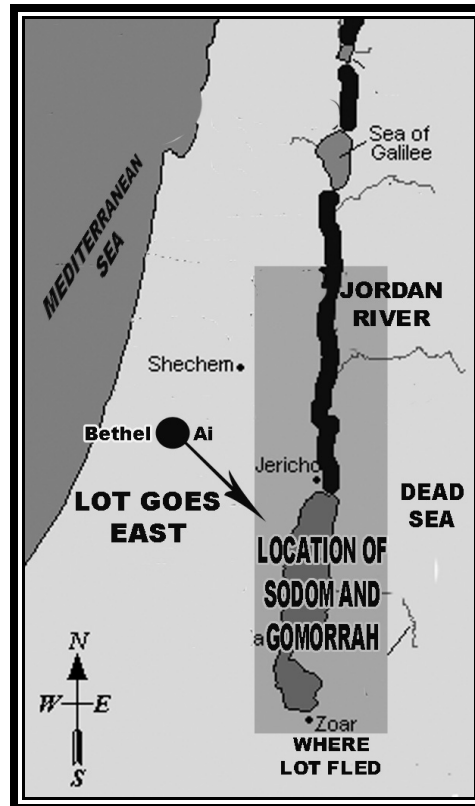 Sea of
Galilee
MEDITERRANEAN
SEA
JORDAN
RIVER
Shechem
Bethel Ai
Jericho
LOT GOES
EAST
DEAD
SEA
LOCATION OF
SODOM AND
a GOMORRAH
N
W E
S
Zoar
WHERE
LOT FLED